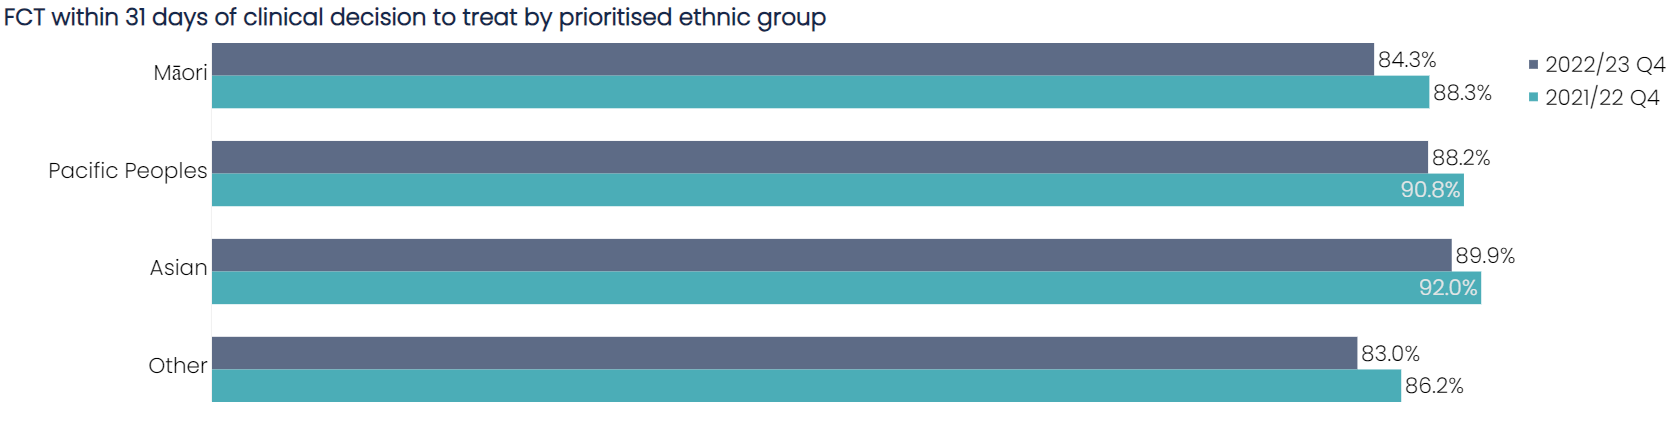 FCT within 31 days of clinical decision to treat by prioritised ethnic group
Māori
84.3%
88.3%
2022/23 Q4
2021/22 Q4
Pacific Peoples
88.2%
90.8%
Asian
89.9%
92.0%
Other
83.0%
86.2%